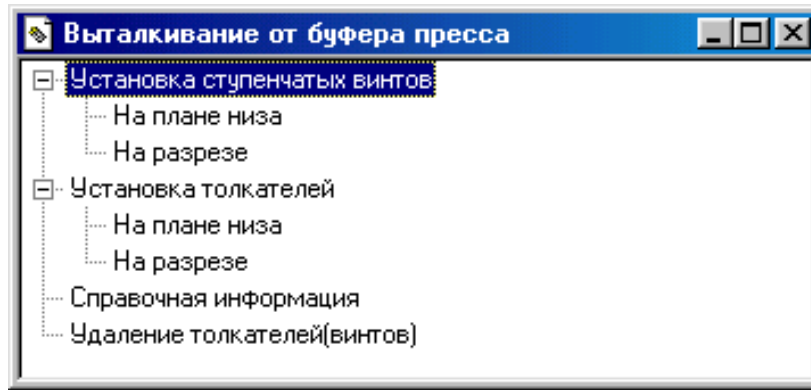 Выталкивание от буфера пресса
Установка ступенчатых винтов
На плане низа
На разрезе
Установка толкателей
На плане низа
На разрезе
Справочная информация
Удаление толкателей(винтов)